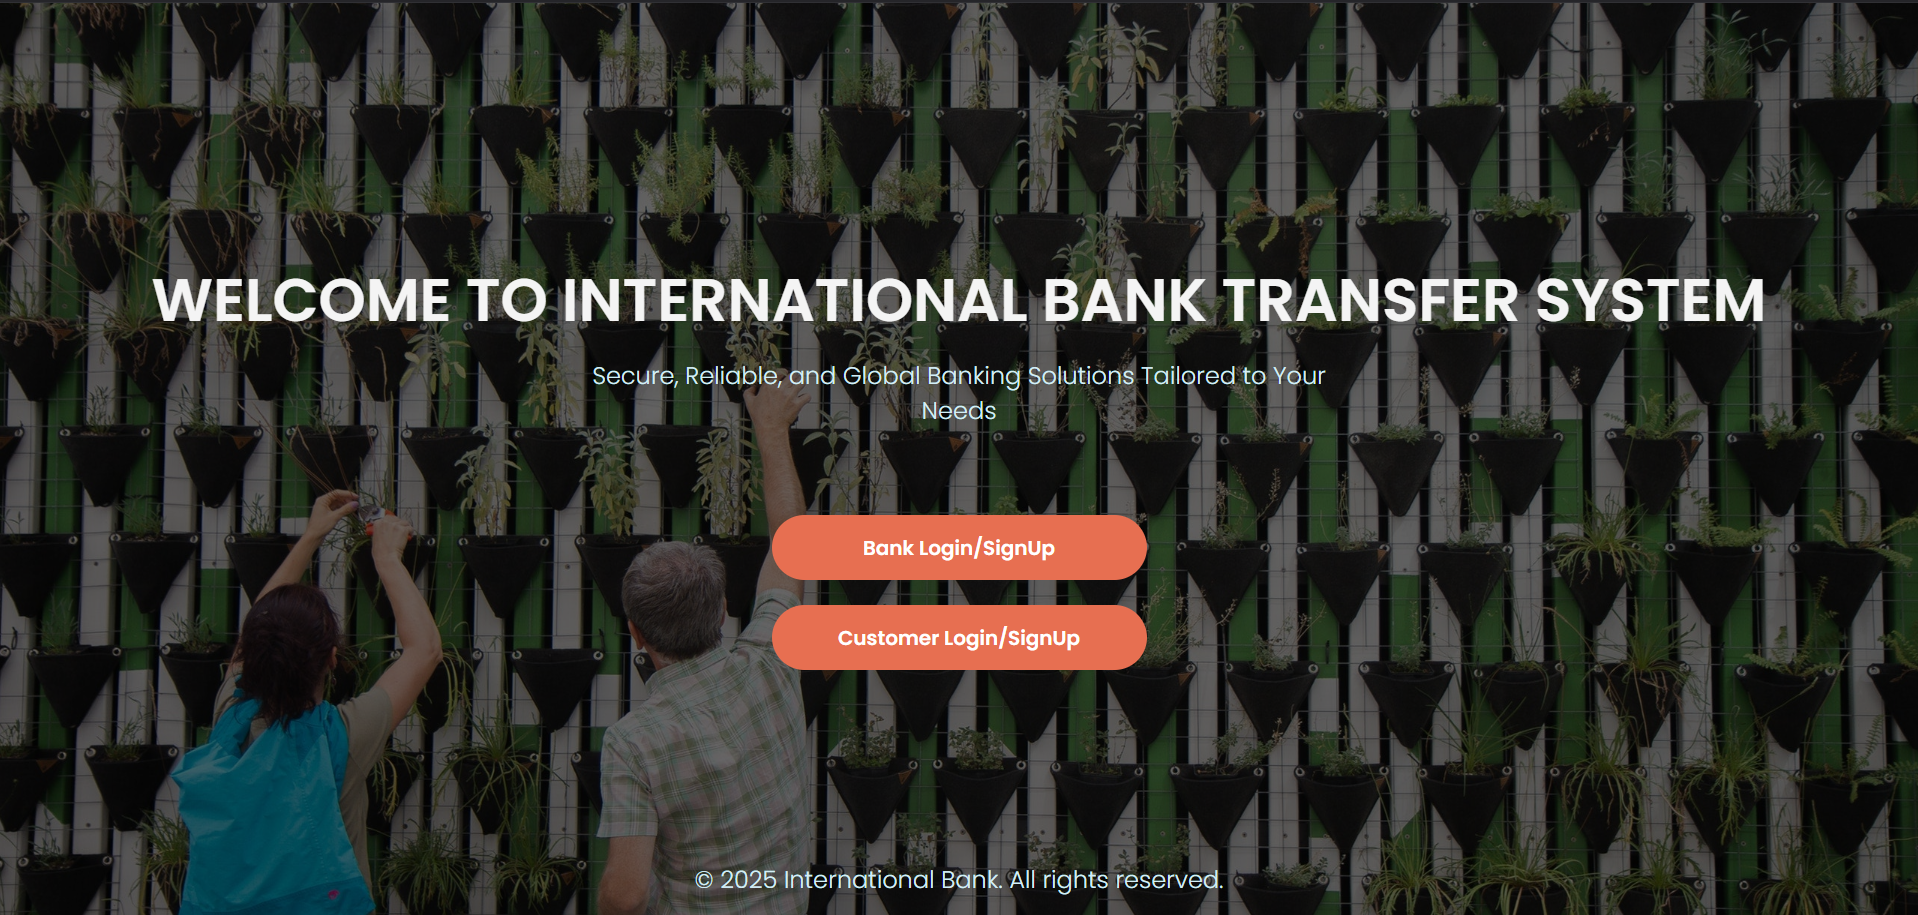 WELCOME TO INTERNATIONAL BANK TRANSFER SYSTEM
Secure, Reliable, and Global Banking Solutions Tailored to Your
Needs
Bank Login/SignUp
Customer Login/SignUp
© 2025 International Bank. All rights reserved.